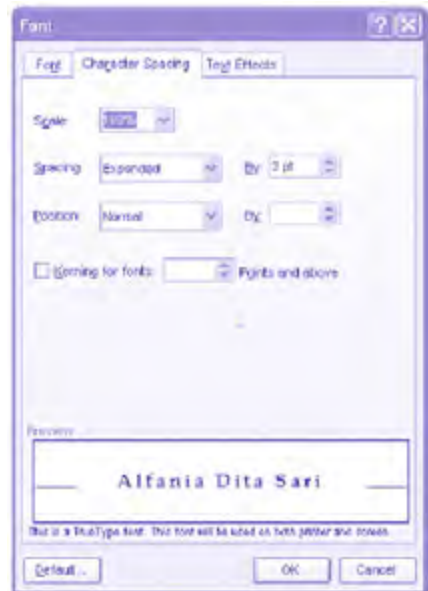 Font
Font Character Spacing Text Effects
Scale: 100%
Spacing: Expanded By: 3 pt
Position: Normal By:
Kerning for fonts: Points and above
Preview
Alfania Dita Sari
This is a TrueType font. This font will be used on both printer and screen.
Default... OK Cancel